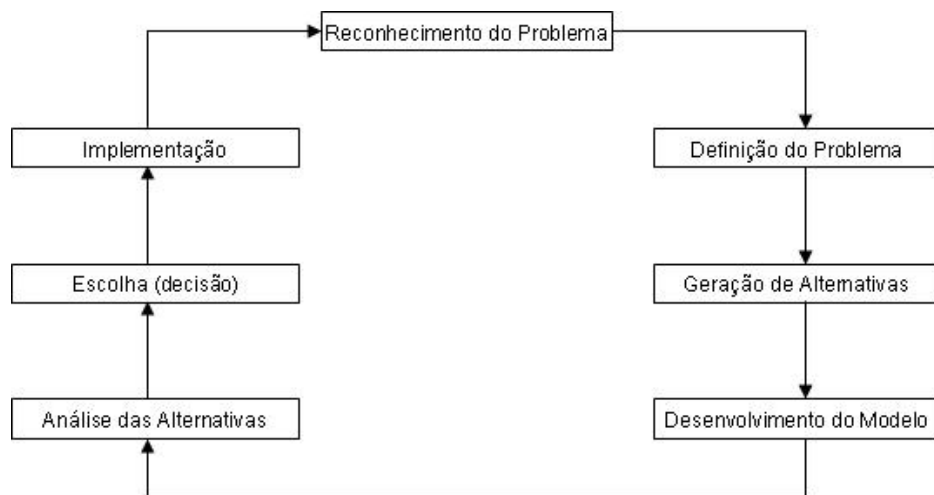 Reconhecimento do Problema
Implementação
Definição do Problema
Escolha (decisão)
Geração de Alternativas
Análise das Alternativas
Desenvolvimento do Modelo